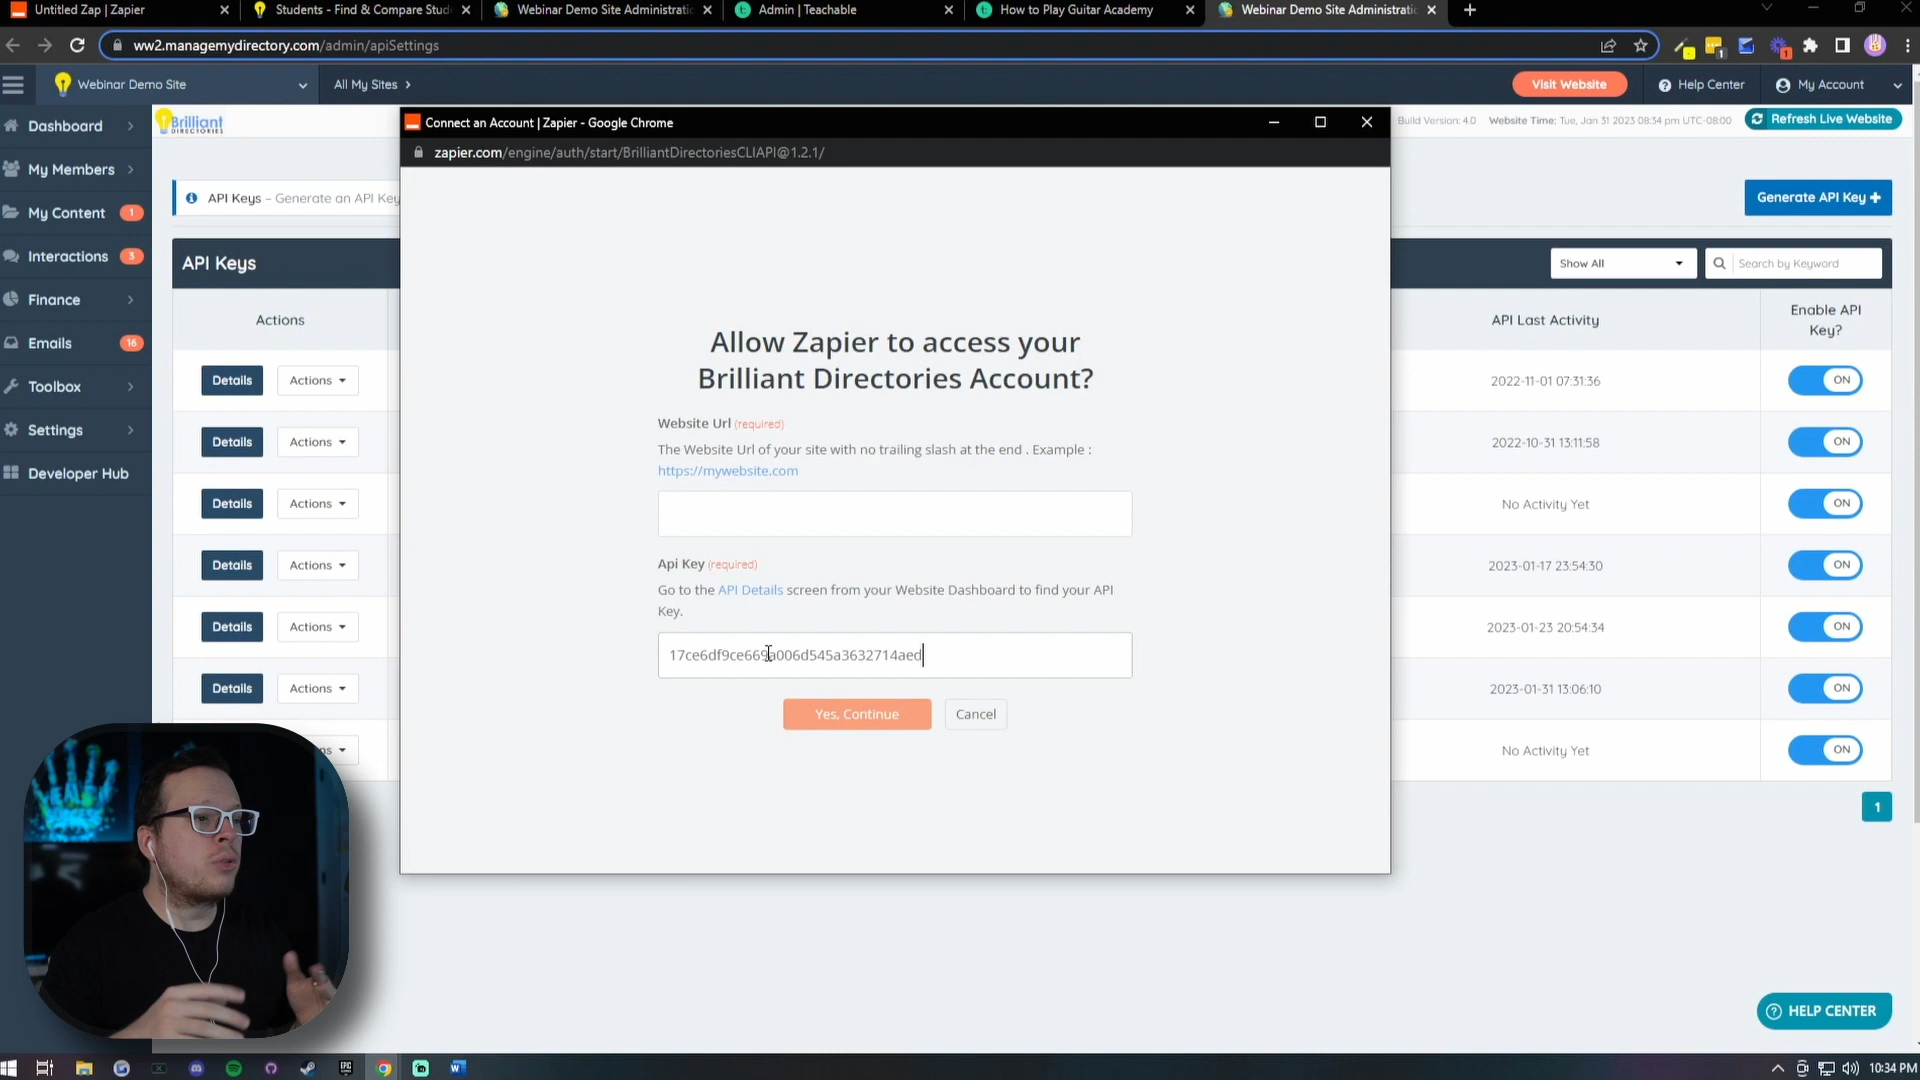 Untitled Zap | Zapier
Students - Find & Compare Stud
Webinar Demo Site Administratio
Admin | Teachable
How to Play Guitar Academy
Webinar Demo Site Administratio
ww2.managemydirectory.com/admin/apiSettings
Webinar Demo Site
All My Sites
Visit Website
Help Center
My Account
Dashboard
My Members
My Content 1
Interactions 3
Finance
Emails 16
Toolbox
Settings
Developer Hub
Brilliant
DIRECTORIES
Build Version: 4.0 Website Time: Tue, Jan 31 2023 08:34 pm UTC-08:00
Refresh Live Website
API Keys – Generate an API Key
Generate API Key
API Keys
Show All
Search by Keyword
Actions
API Last Activity
Enable API
Key?
Details Actions 2022-11-01 07:31:36 ON
Details Actions 2022-10-31 13:11:58 ON
Details Actions No Activity Yet ON
Details Actions 2023-01-17 23:54:30 ON
Details Actions 2023-01-23 20:54:34 ON
Details Actions 2023-01-31 13:06:10 ON
ns No Activity Yet ON
1
Connect an Account | Zapier - Google Chrome
zapier.com/engine/auth/start/BrilliantDirectoriesCLIAPI@1.2.1/
Allow Zapier to access your
Brilliant Directories Account?
Website Url (required)
The Website Url of your site with no trailing slash at the end . Example :
https://mywebsite.com
Api Key (required)
Go to the API Details screen from your Website Dashboard to find your API
Key.
17ce6df9ce669a006d545a3632714aed
Yes, Continue
Cancel
HELP CENTER
10:34 PM